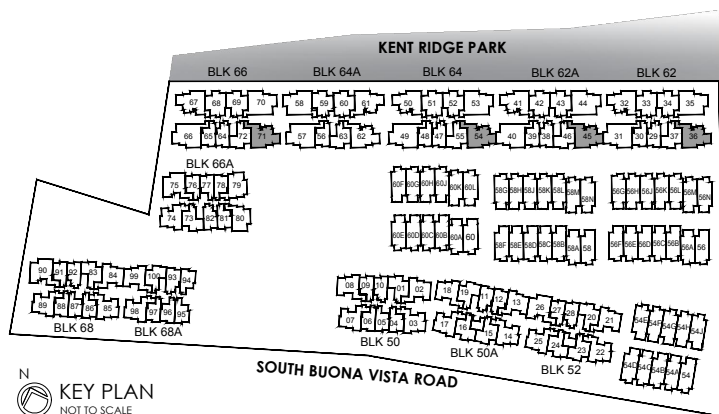 KENT RIDGE PARK
BLK 66 BLK 64A BLK 64 BLK 62A BLK 62
67 68 69 70 58 59 60 61 50 51 52 53 41 42 43 44 32 33 34 35
66 65 64 72 71 57 56 63 62 49 48 47 55 54 40 39 38 46 45 31 30 29 37 36
BLK 66A
75 76 77 78 79
74 73 82 81 80
60F 60G 60H 60J 60K 60L 58G 58H 58J 58K 58L 58M 58N 56G 56H 56J 56K 56L 56M 56N
60E 60D 60C 60B 60A 60 58F 58E 58D 58C 58B 58A 58 56F 56E 56D 56C 56B 56A 56
90 91 92 83 84 99 100 93 94
89 88 87 86 85 98 97 96 95
BLK 68 BLK 68A
08 09 10 01 02 18 19 11 12 13 26 27 28 20 21 54E 54F 54G 54H 54J
07 06 05 04 03 17 16 15 14 25 24 23 22 54D 54C 54B 54A 54
BLK 50 BLK 50A BLK 52
SOUTH BUONA VISTA ROAD
N
KEY PLAN
NOT TO SCALE